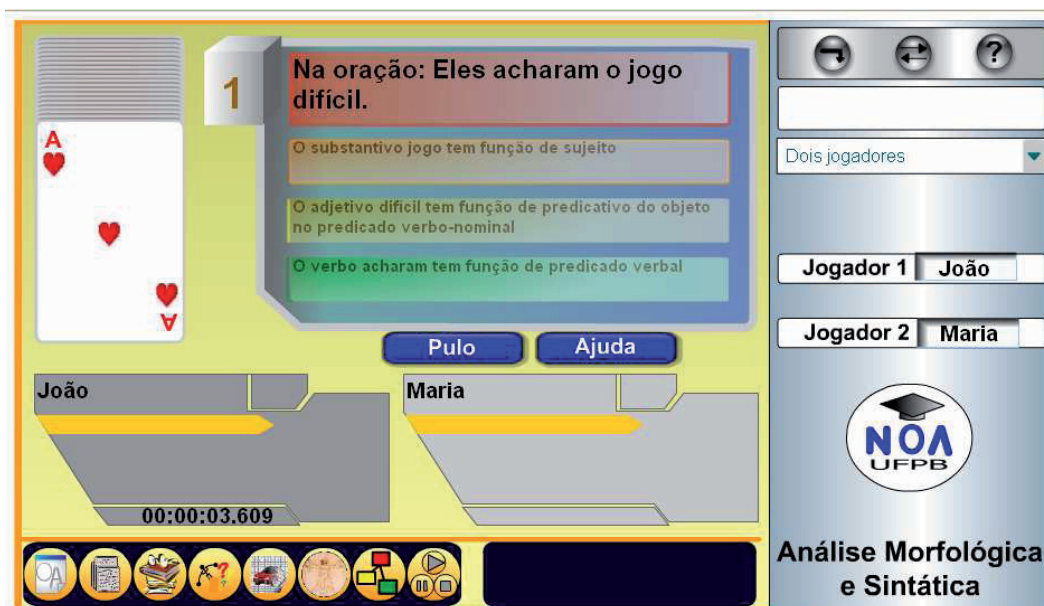 A
1
Na oração: Eles acharam o jogo
difícil.
O substantivo jogo tem função de sujeito
O adjetivo difícil tem função de predicativo do objeto
no predicado verbo-nominal
O verbo acharam tem função de predicado verbal
A
Pulo
Ajuda
João
Maria
00:00:03.609
OA
?
?
Dois jogadores
Jogador 1
João
Jogador 2
Maria
NOA
UFPB
Análise Morfológica
e Sintática